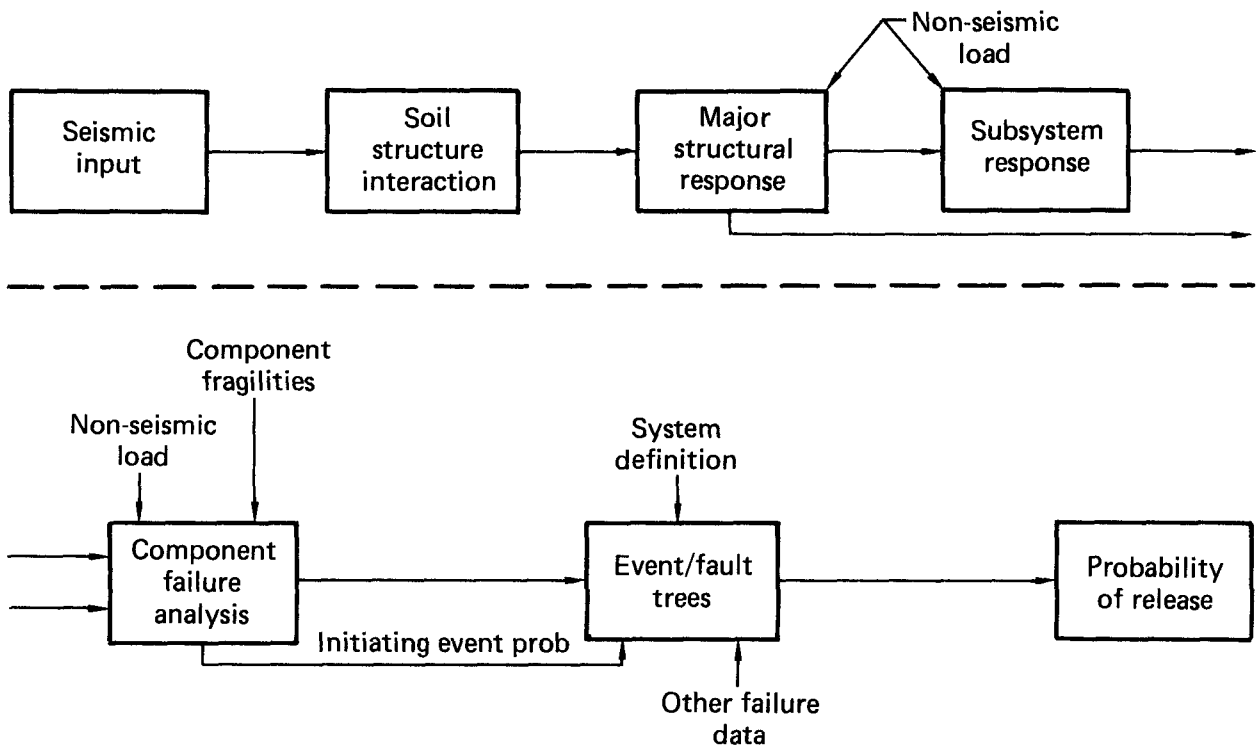 Non-seismic
load
Seismic
input
Soil
structure
interaction
Major
structural
response
Subsystem
response
Component
fragilities
Non-seismic
load
System
definition
Component
failure
analysis
Event/fault
trees
Probability
of release
Initiating event prob
Other failure
data